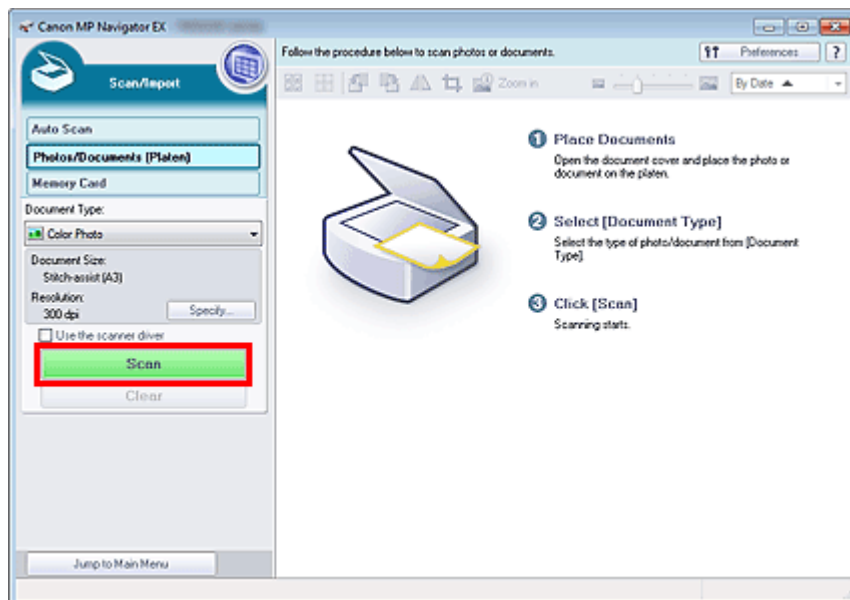 Canon MP Navigator EX
Scan/Import
Follow the procedure below to scan photos or documents.
Preferences
?
Zoom in
By Date
Auto Scan
Photos/Documents (Platen)
Memory Card
Document Type:
Color Photo
Document Size:
Stitch-assist (A3)
Resolution:
300 dpi
Specify...
Use the scanner driver
Scan
Clear
Jump to Main Menu
1 Place Documents
Open the document cover and place the photo or
document on the platen.
2 Select [Document Type]
Select the type of photo/document from [Document
Type].
3 Click [Scan]
Scanning starts.